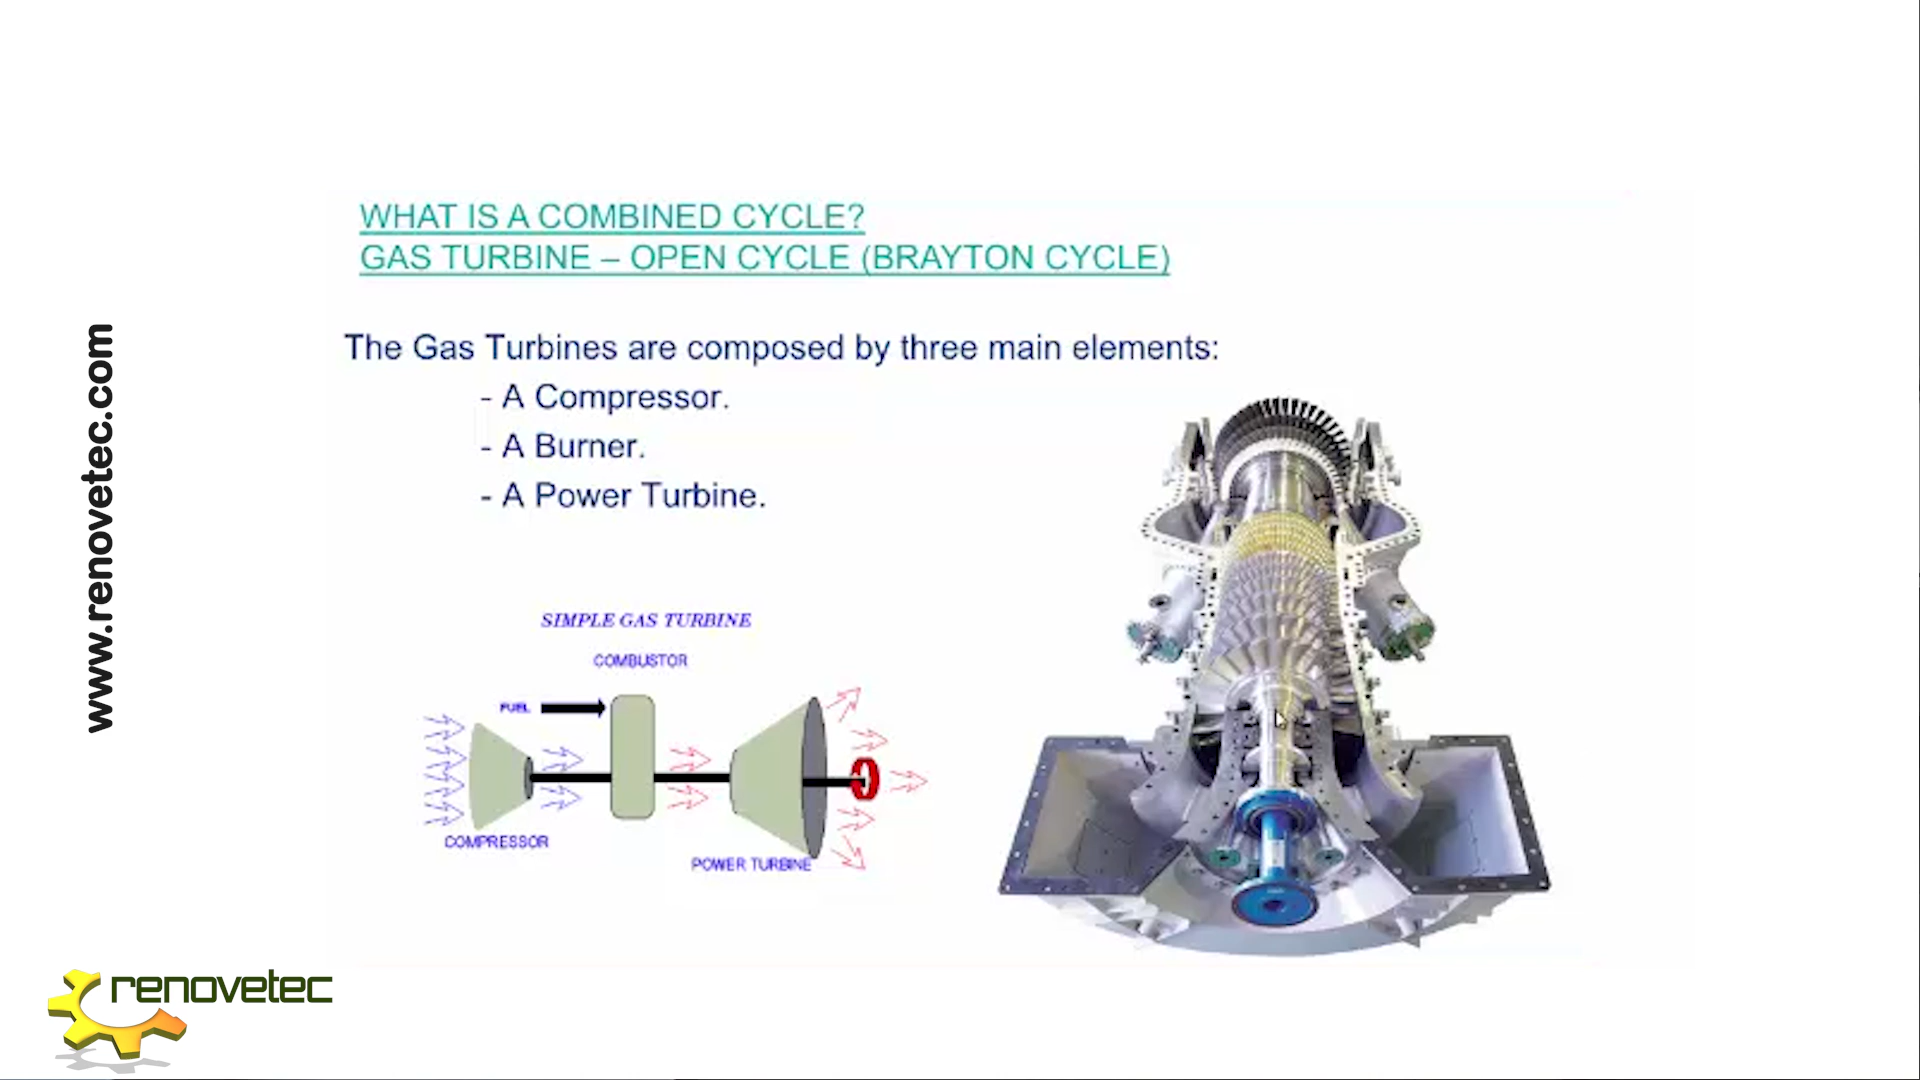 WHAT IS A COMBINED CYCLE?
GAS TURBINE – OPEN CYCLE (BRAYTON CYCLE)
The Gas Turbines are composed by three main elements:
- A Compressor.
- A Burner.
- A Power Turbine.
SIMPLE GAS TURBINE
COMBUSTOR
FUEL
COMPRESSOR
POWER TURBINE
www.renovetec.com
renovetec